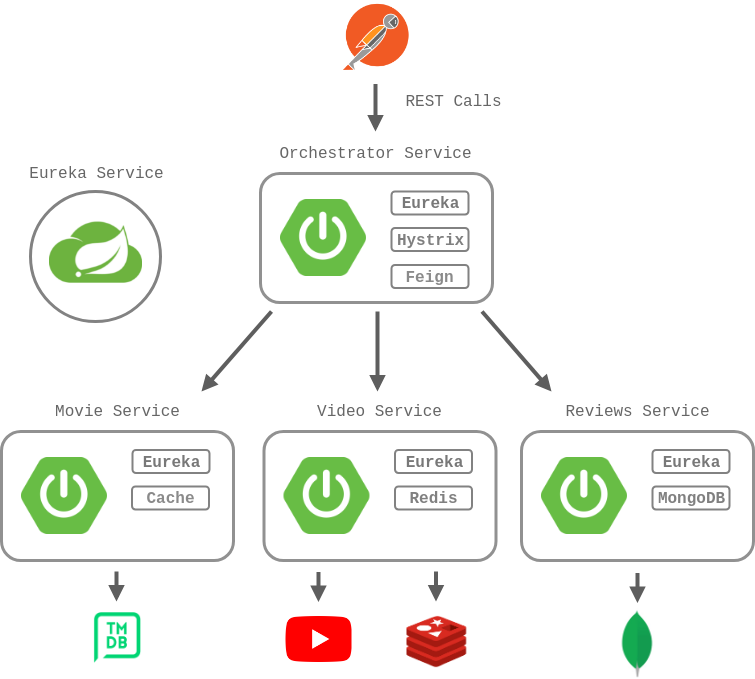 REST Calls
Orchestrator Service
Eureka Service
Eureka
Hystrix
Feign
Movie Service
Video Service
Reviews Service
Eureka
Cache
Eureka
Redis
Eureka
MongoDB
TM
DB